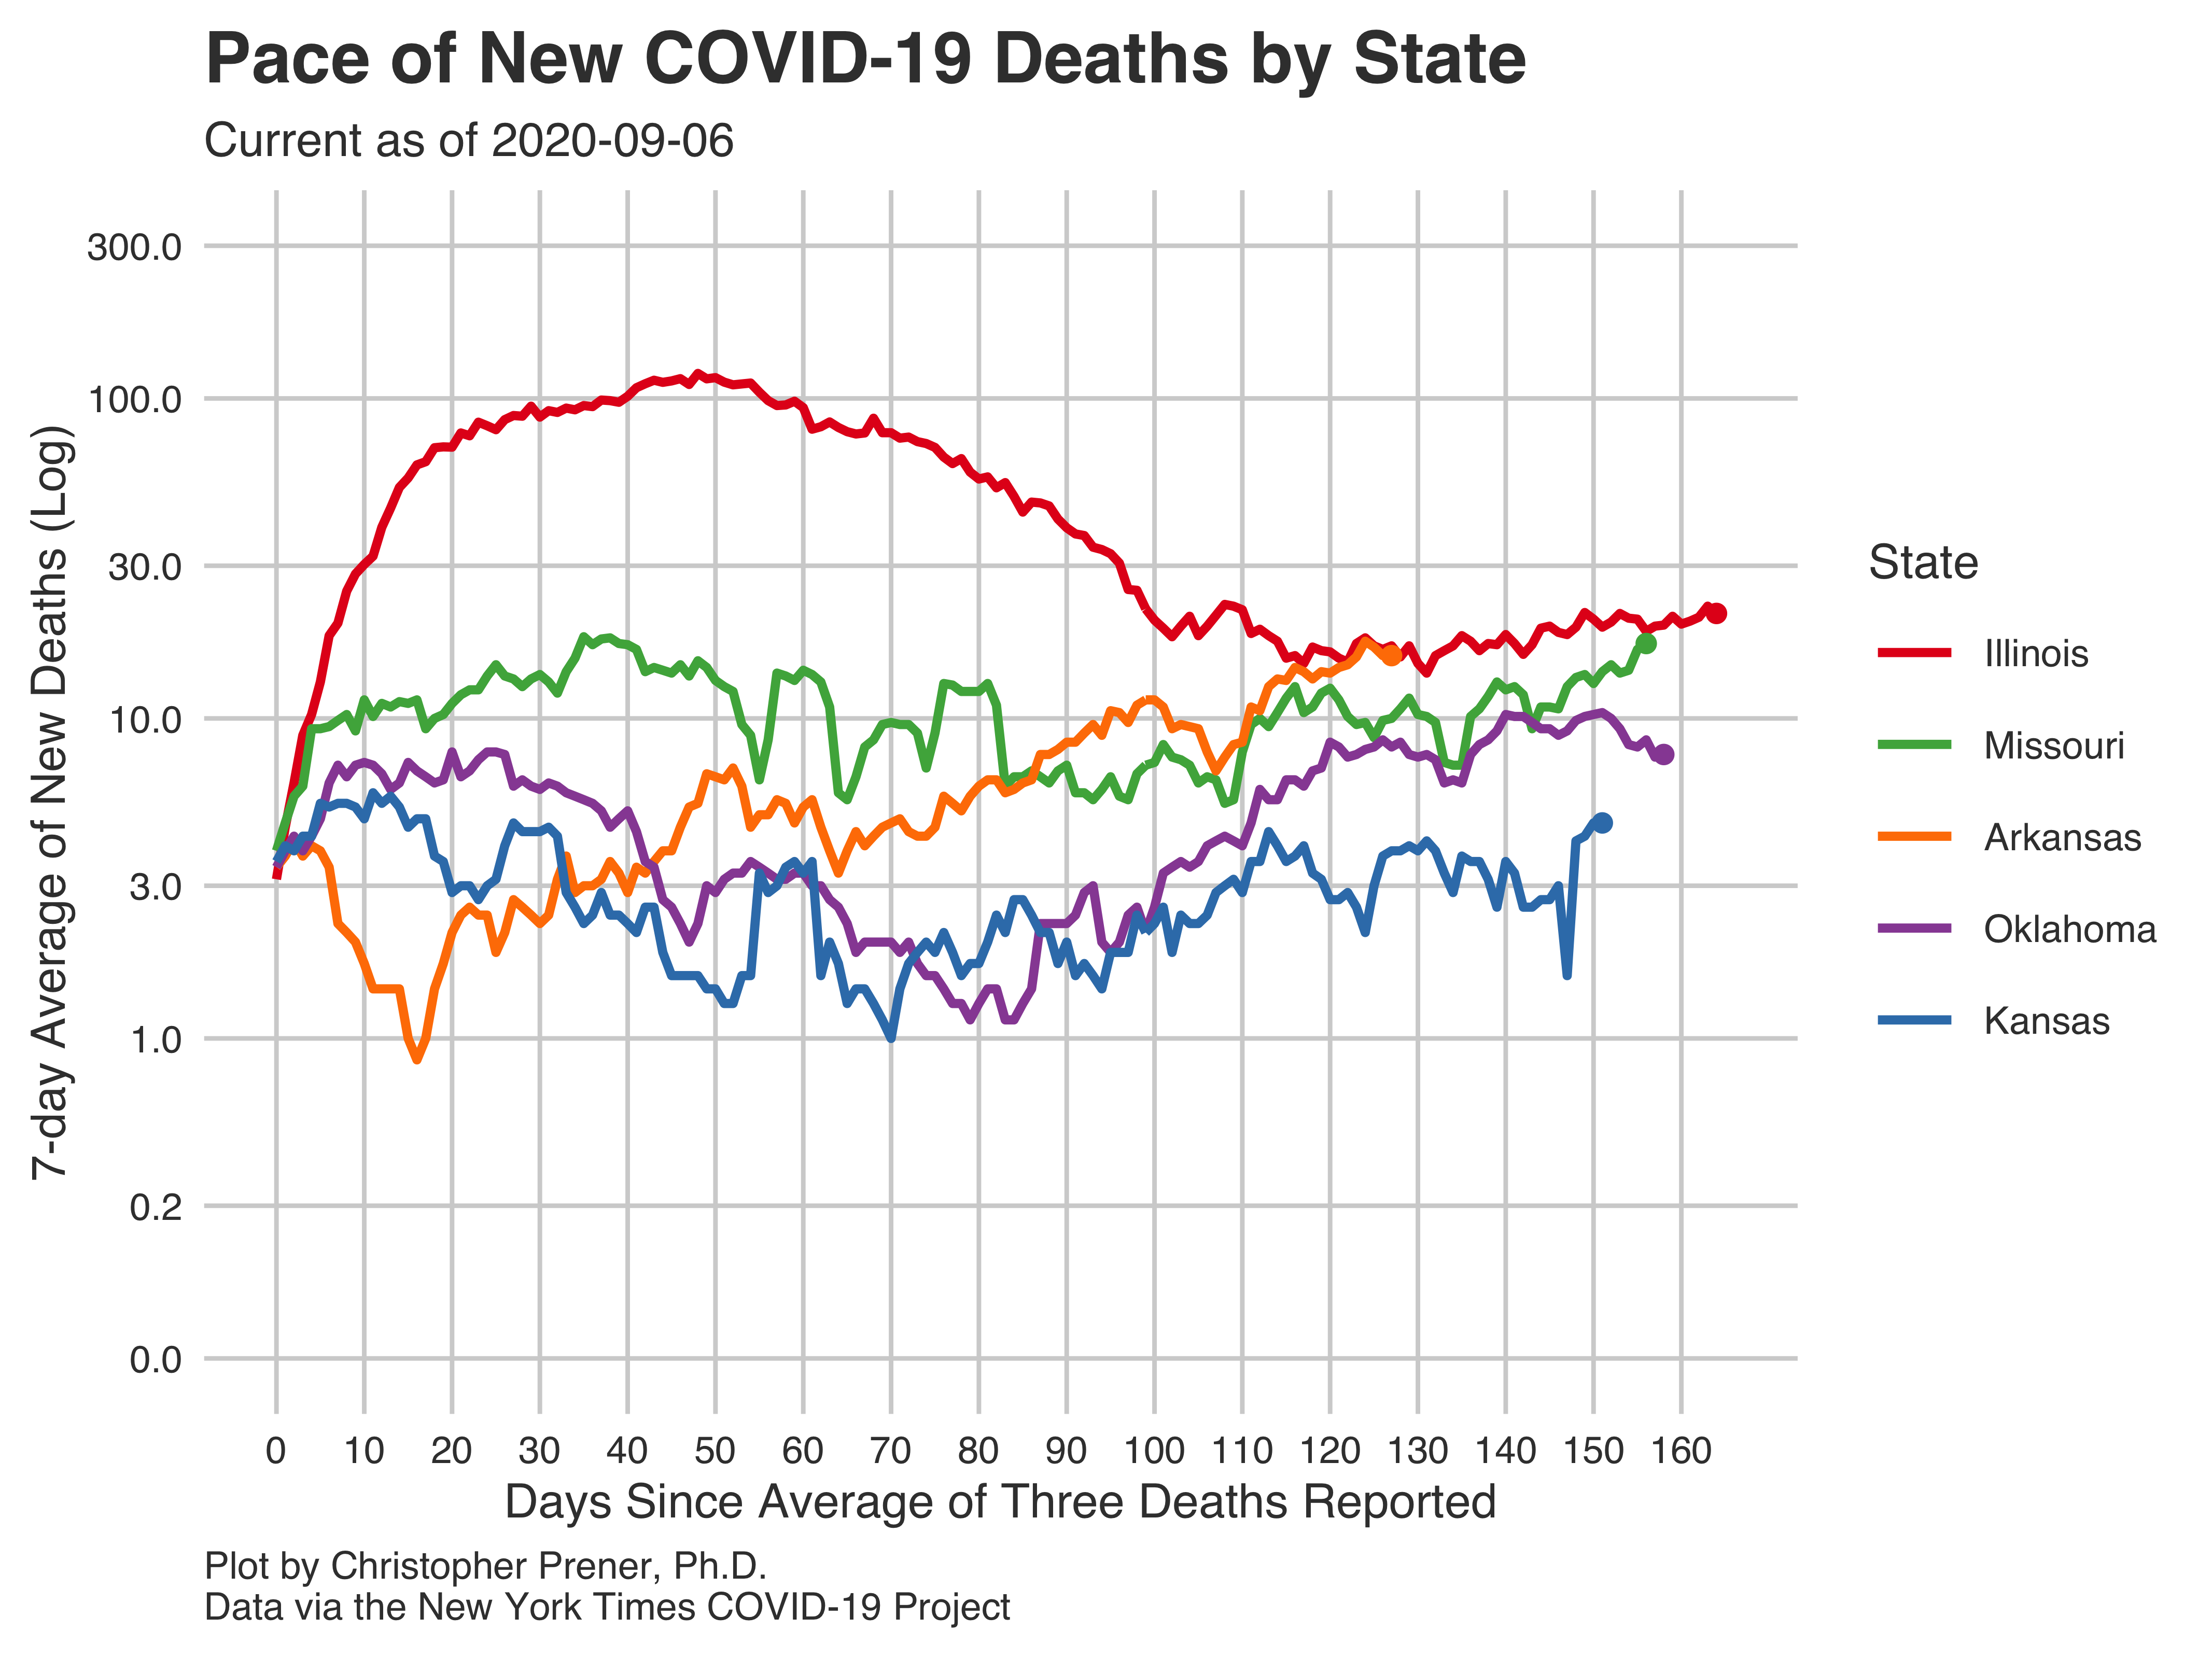 Pace of New COVID-19 Deaths by State
Current as of 2020-09-06
7-day Average of New Deaths (Log)
300.0
100.0
30.0
10.0
3.0
1.0
0.2
0.0
0 10 20 30 40 50 60 70 80 90 100 110 120 130 140 150 160
Days Since Average of Three Deaths Reported
State
Illinois
Missouri
Arkansas
Oklahoma
Kansas
Plot by Christopher Prener, Ph.D.
Data via the New York Times COVID-19 Project